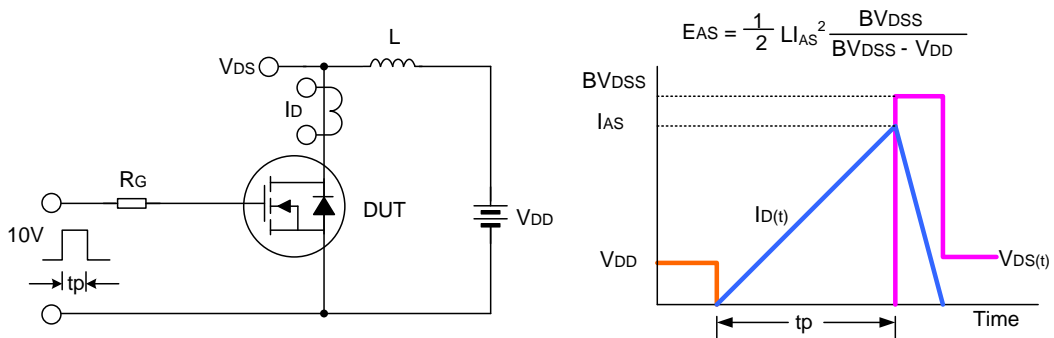 L
VDS
ID
RG
DUT
VDD
10V
tp
EAS = 1/2 LIAS² BVDSS / BVDSS - VDD
BVDSS
IAS
ID(t)
VDD
VDS(t)
tp
Time